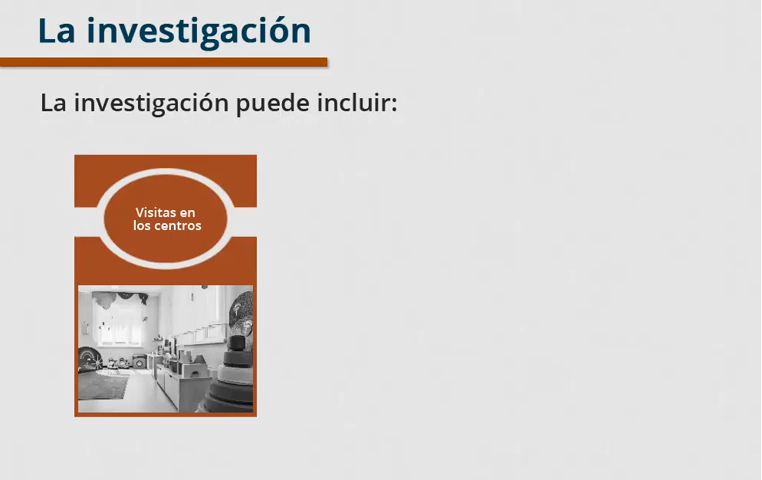 La investigación
La investigación puede incluir:
Visitas en
los centros